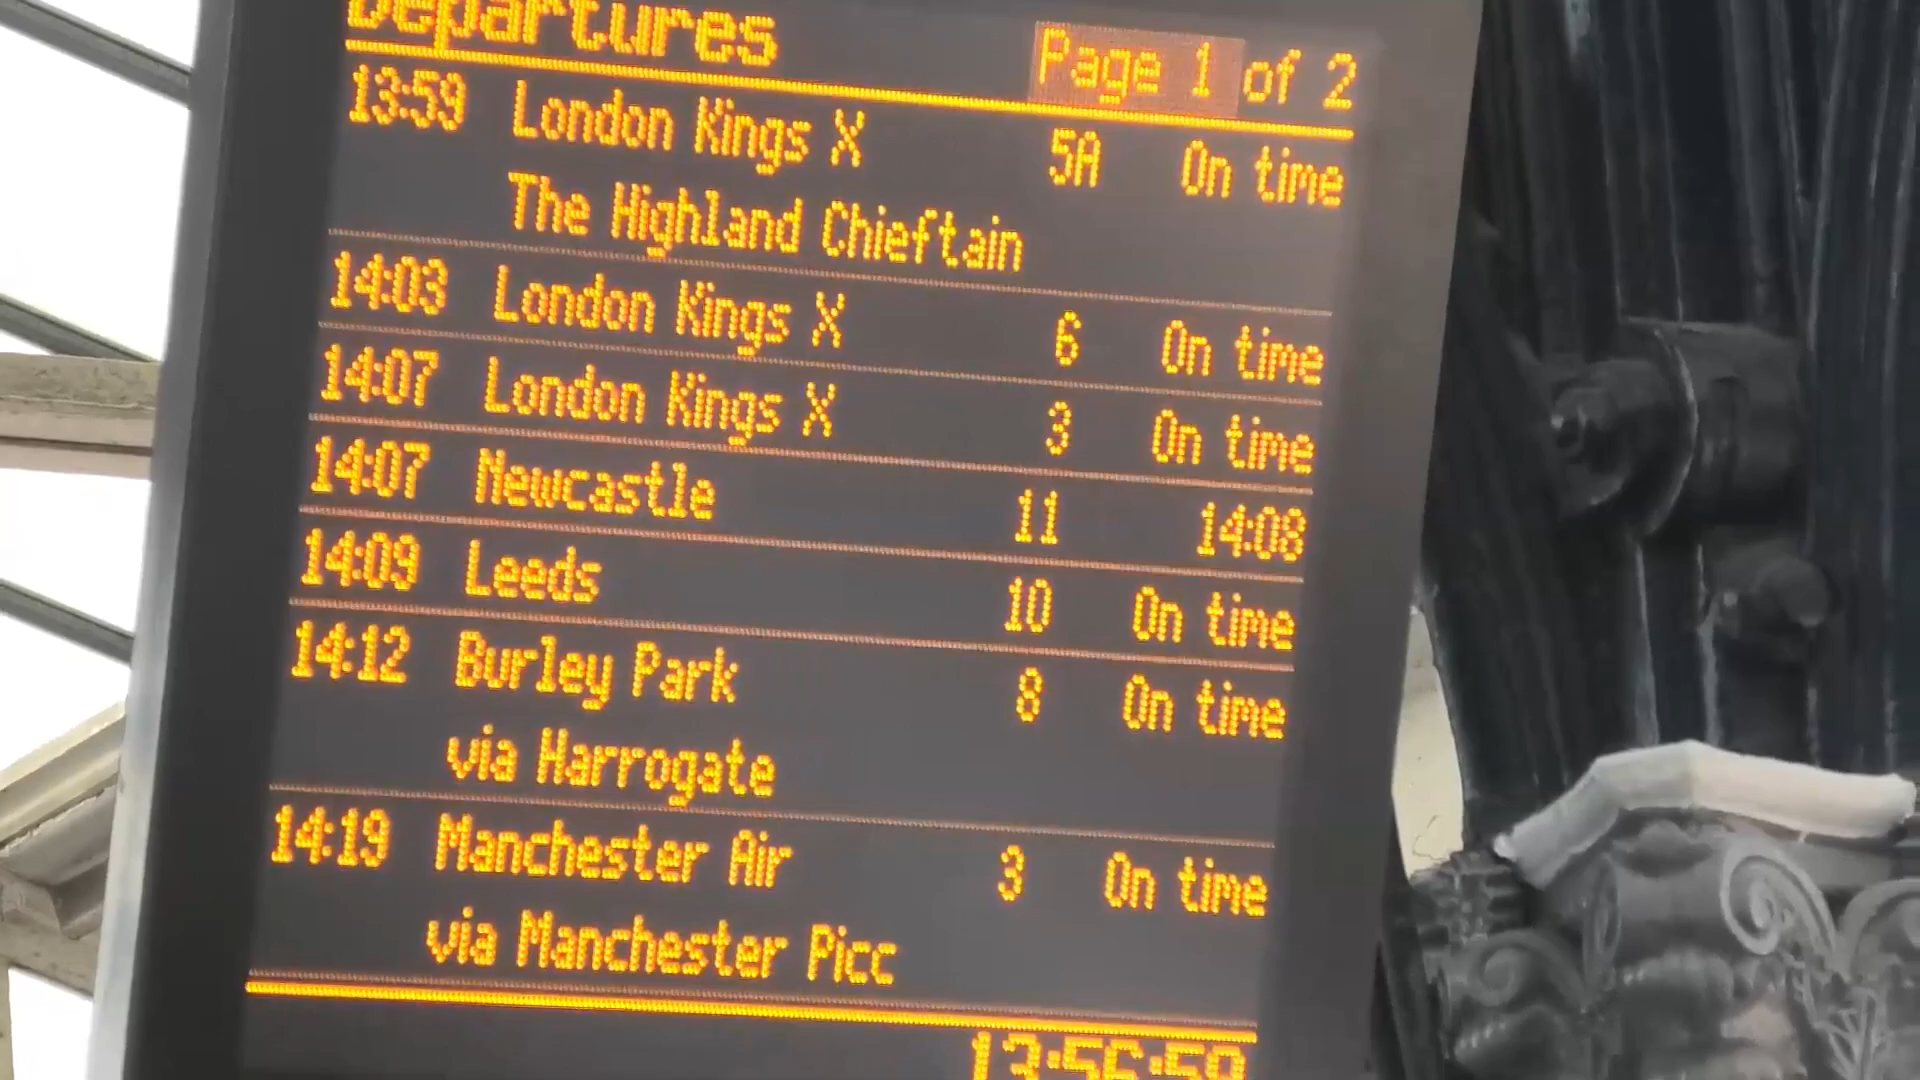 Departures Page 1 of 2
13:59 London Kings X 5A On time
The Highland Chieftain
14:03 London Kings X 6 On time
14:07 London Kings X 3 On time
14:07 Newcastle 11 14:08
14:09 Leeds 10 On time
14:12 Burley Park 8 On time
via Harrogate
14:19 Manchester Air 3 On time
via Manchester Picc
13:56:59